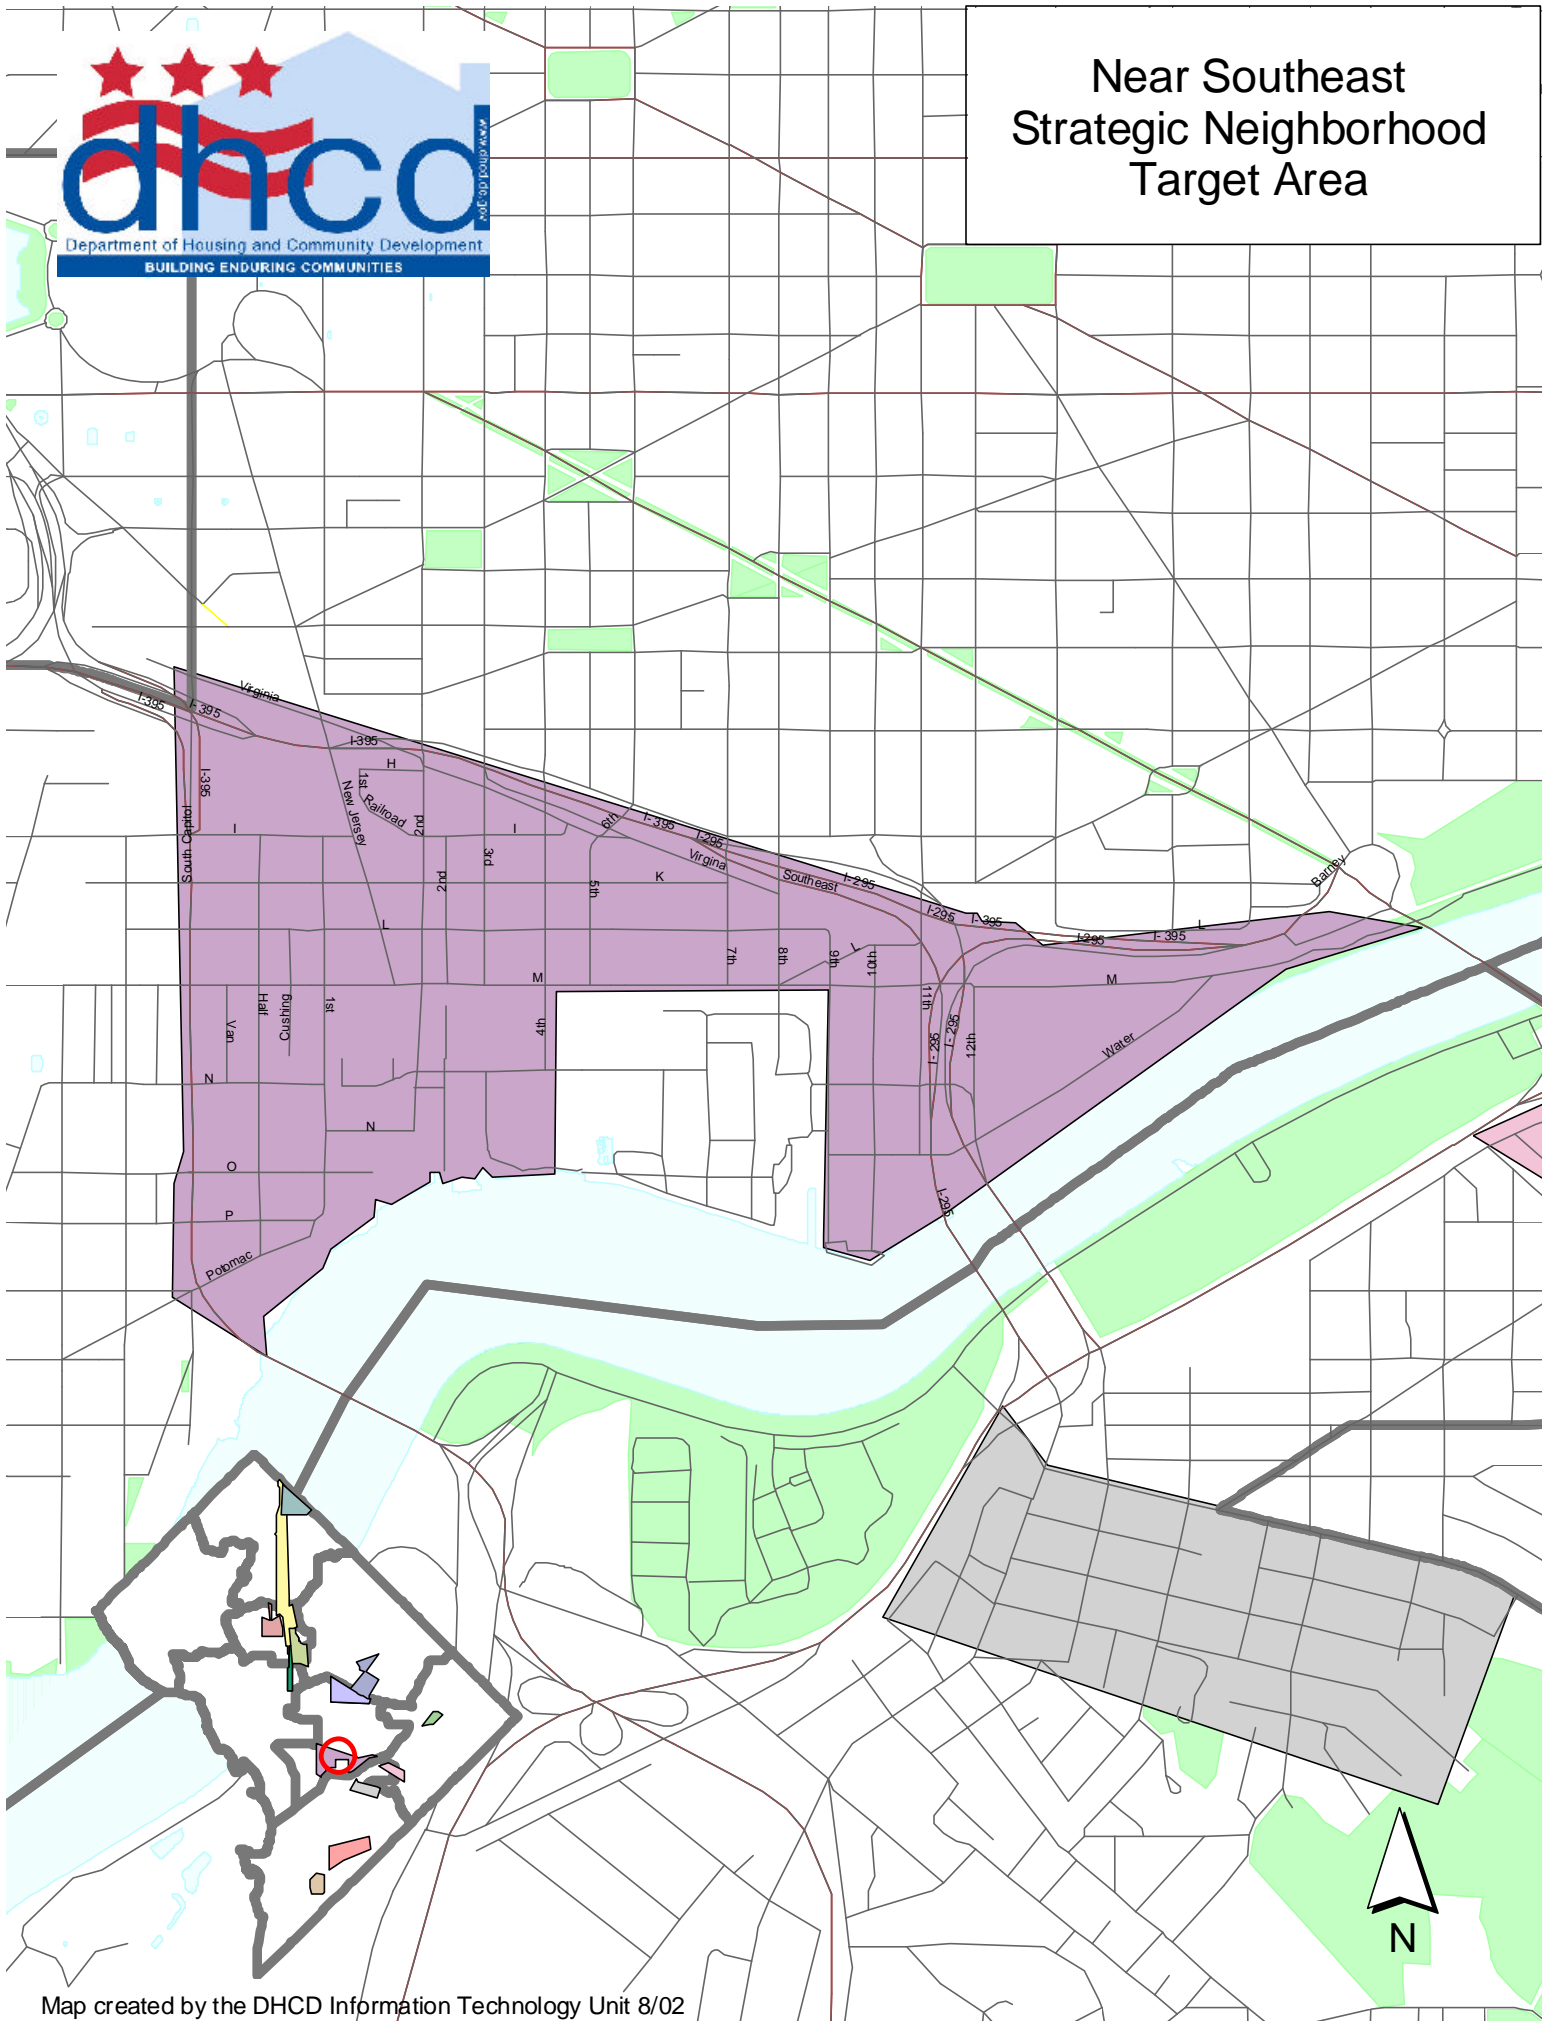 Near Southeast
Strategic Neighborhood
Target Area
dhcd
www.dhcd.dc.gov
Department of Housing and Community Development
BUILDING ENDURING COMMUNITIES
Virginia
I-395
I-395
I-395
I-395
H
1st
Railroad
New Jersey
2nd
I
I
South Capitol
6th
I-395
I-295
3rd
Virgina
Southeast
I-295
Barney
2nd
5th
K
I-295
I-395
L
L
I-295
I-395
7th
8th
9th
L
10th
M
M
11th
Half
Cushing
1st
Van
4th
I-295
I-295
12th
Water
N
N
O
P
I-295
Potomac
N
Map created by the DHCD Information Technology Unit 8/02